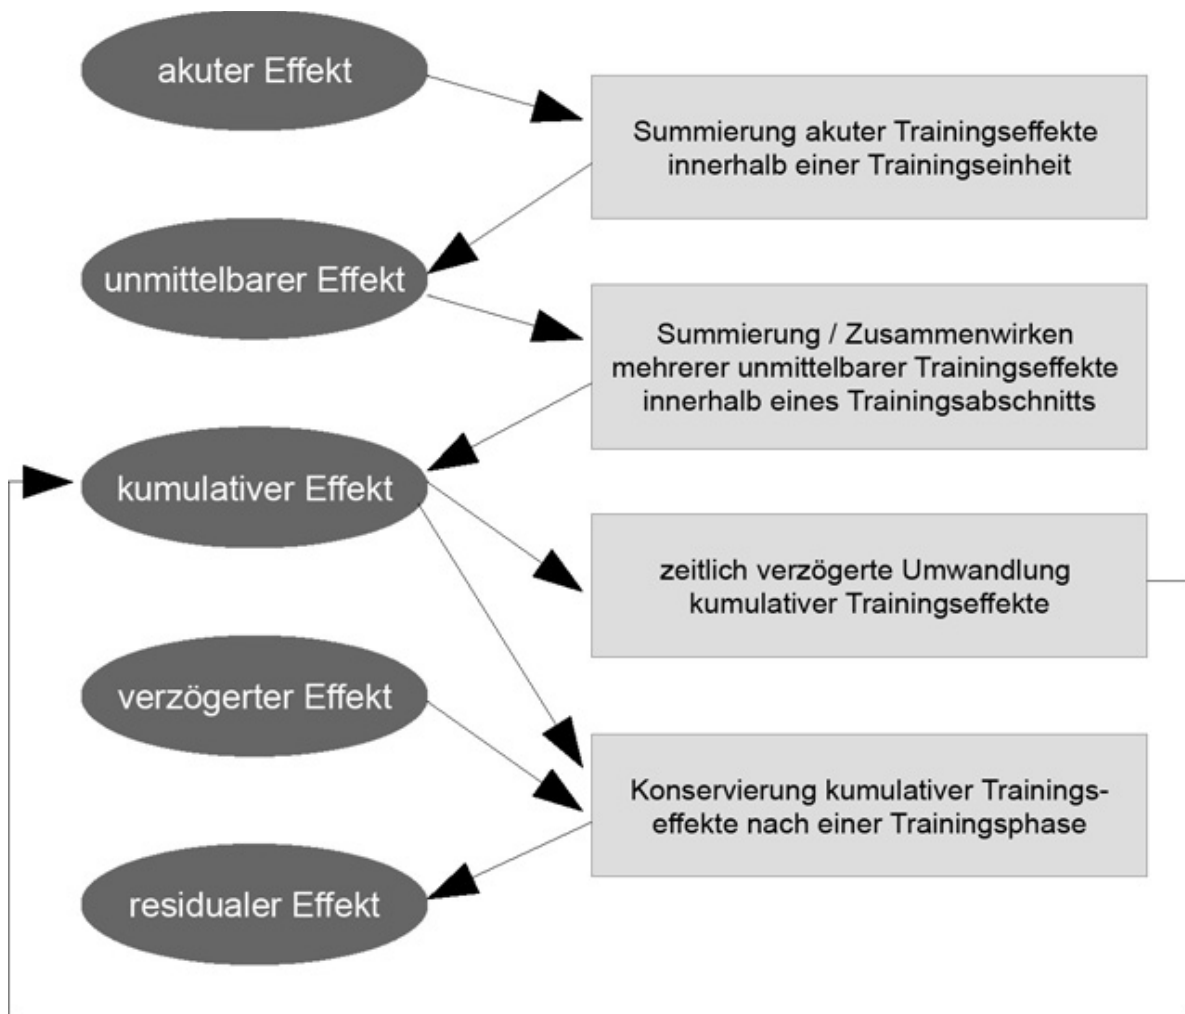 akuter Effekt
Summierung akuter Trainingseffekte
innerhalb einer Trainingseinheit
unmittelbarer Effekt
Summierung / Zusammenwirken
mehrerer unmittelbarer Trainingseffekte
innerhalb eines Trainingsabschnitts
kumulativer Effekt
zeitlich verzögerte Umwandlung
kumulativer Trainingseffekte
verzögerter Effekt
Konservierung kumulativer Trainings-
effekte nach einer Trainingsphase
residualer Effekt